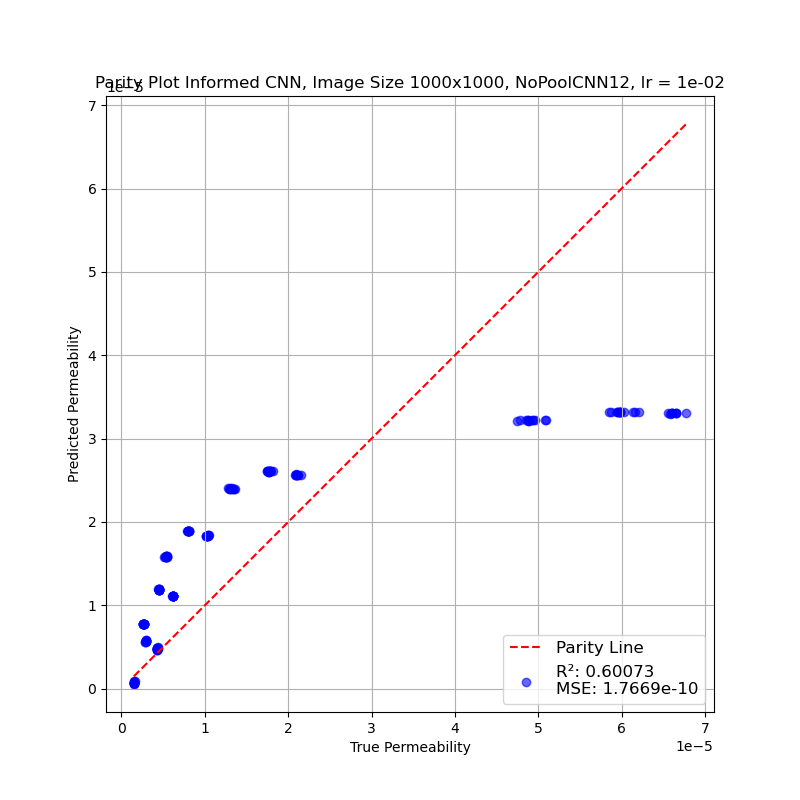 Parity Plot Informed CNN, Image Size 1000x1000, NoPoolCNN12, lr = 1e-02
1e−5
7
6
5
4
3
2
1
0
Predicted Permeability
Parity Line
R²: 0.60073
MSE: 1.7669e-10
0 1 2 3 4 5 6 7
True Permeability
1e−5